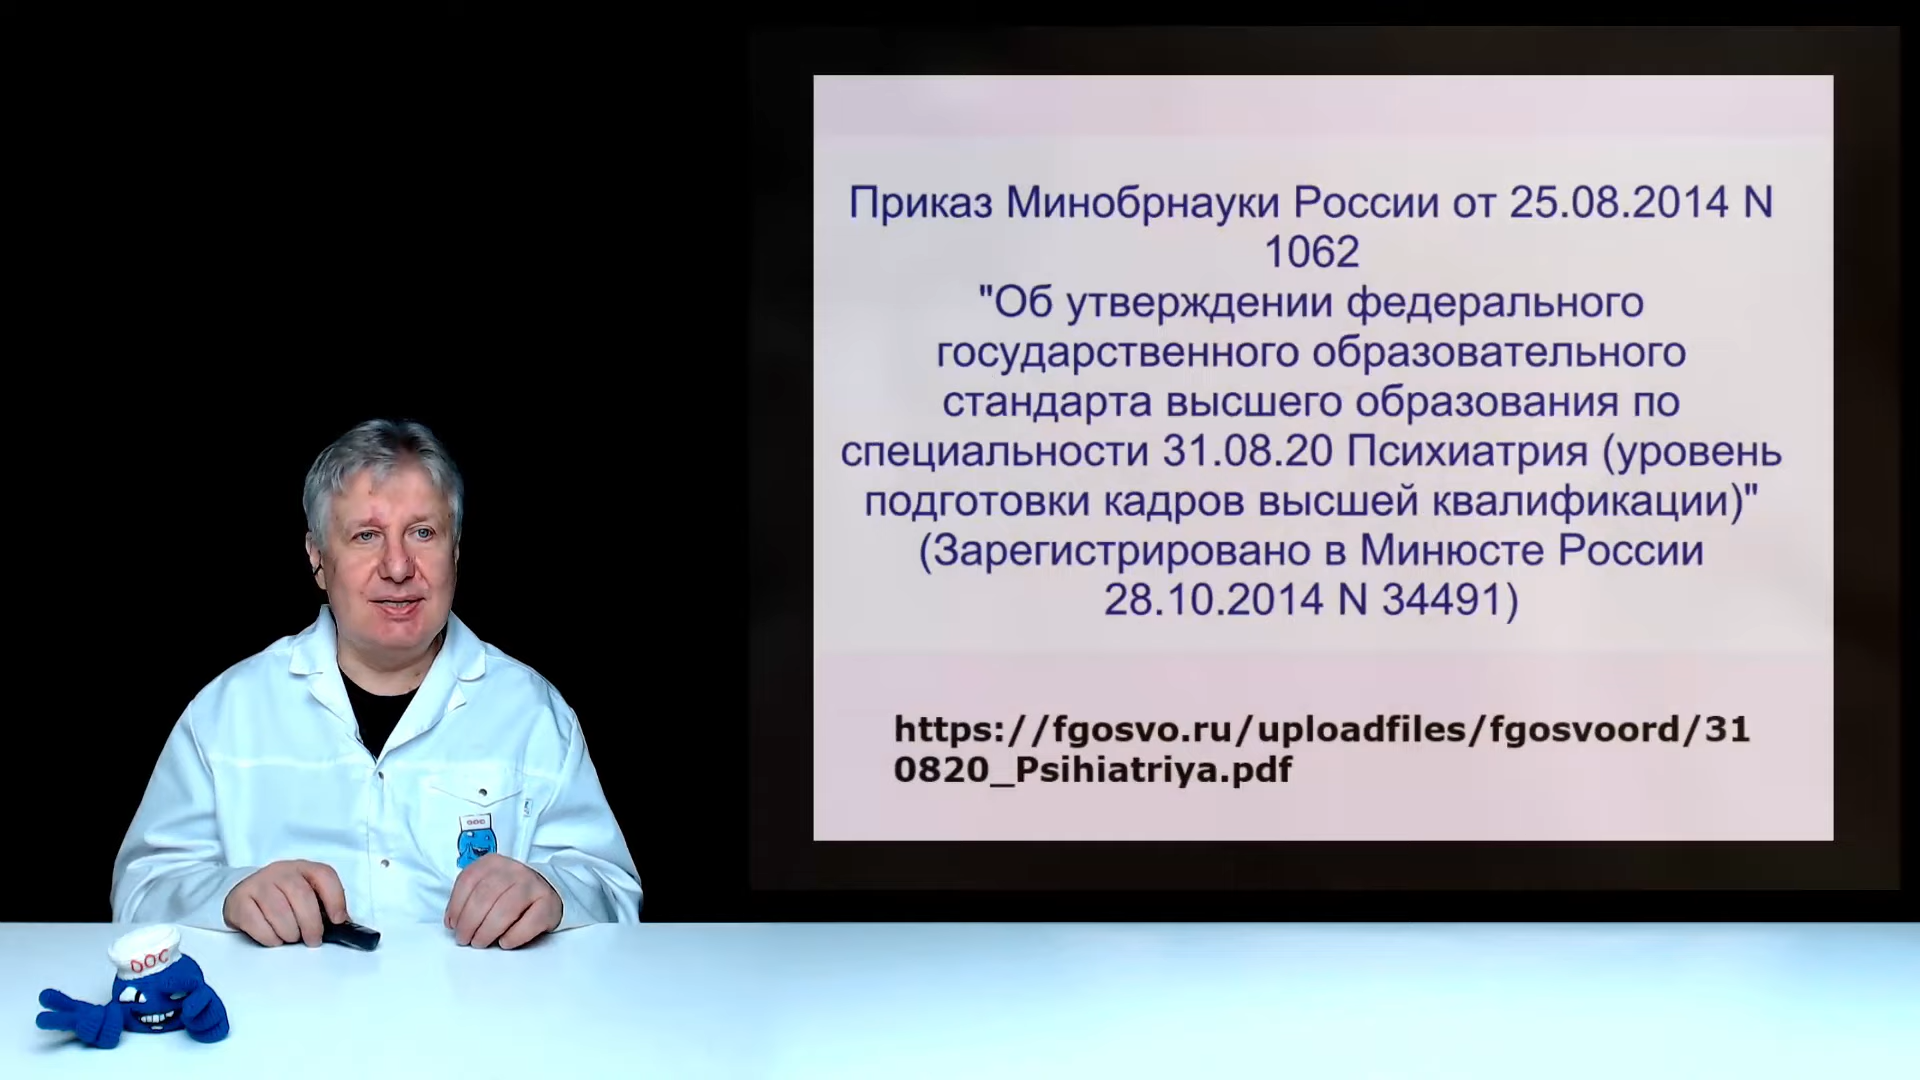 Приказ Минобрнауки России от 25.08.2014 N
1062
"Об утверждении федерального
государственного образовательного
стандарта высшего образования по
специальности 31.08.20 Психиатрия (уровень
подготовки кадров высшей квалификации)"
(Зарегистрировано в Минюсте России
28.10.2014 N 34491)
https://fgosvo.ru/uploadfiles/fgosvoord/31
0820_Psihiatriya.pdf
DOC
DOC